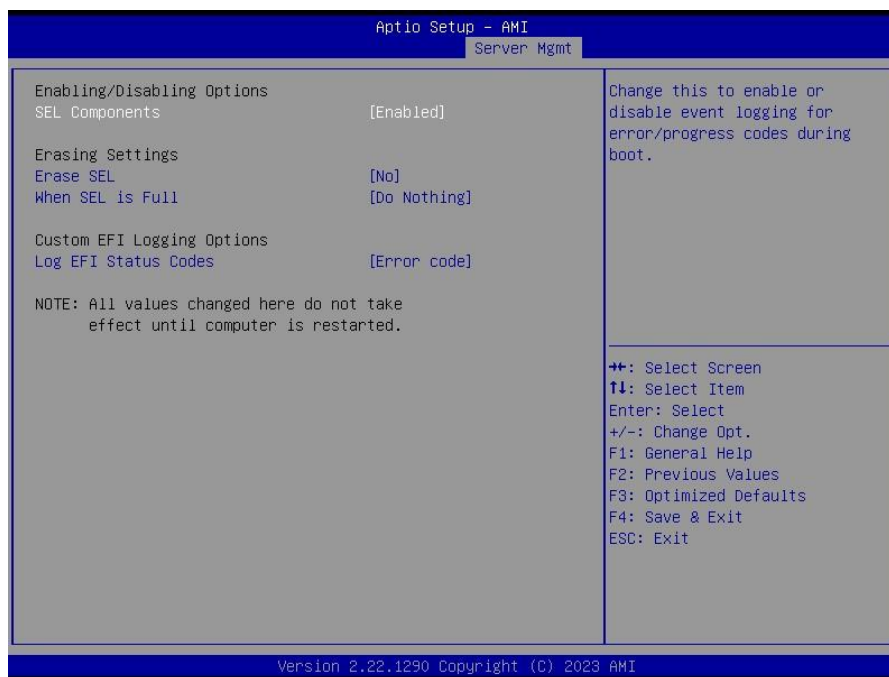 Aptio Setup – AMI
Server Mgmt
Enabling/Disabling Options
SEL Components [Enabled]
Erasing Settings
Erase SEL [No]
When SEL is Full [Do Nothing]
Custom EFI Logging Options
Log EFI Status Codes [Error code]
NOTE: All values changed here do not take
effect until computer is restarted.
Change this to enable or
disable event logging for
error/progress codes during
boot.
→←: Select Screen
↑↓: Select Item
Enter: Select
+/-: Change Opt.
F1: General Help
F2: Previous Values
F3: Optimized Defaults
F4: Save & Exit
ESC: Exit
Version 2.22.1290 Copyright (C) 2023 AMI